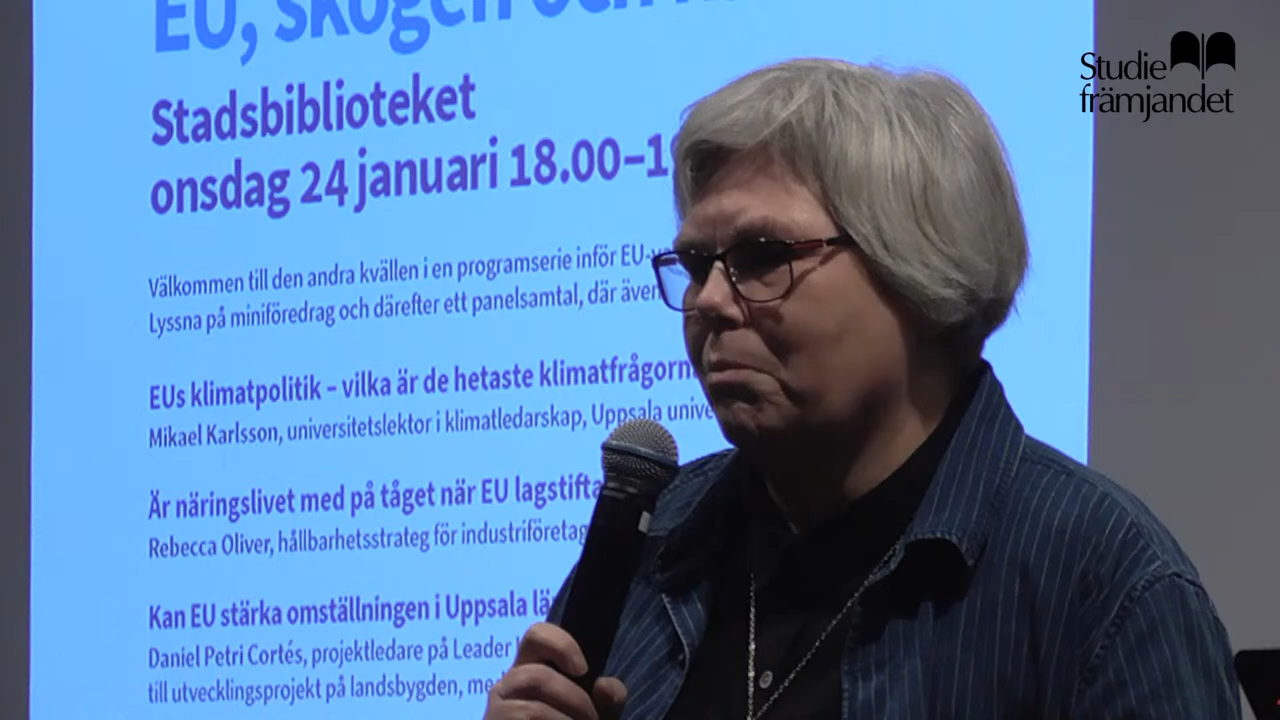 EU, skogen och
Stadsbiblioteket
onsdag 24 januari 18.00–1
Välkommen till den andra kvällen i en programserie inför EU-
Lyssna på miniföredrag och därefter ett panelsamtal, där även
EUs klimatpolitik – vilka är de hetaste klimatfrågorn
Mikael Karlsson, universitetslektor i klimatledarskap, Uppsala unive
Är näringslivet med på tåget när EU lagstifta
Rebecca Oliver, hållbarhetsstrateg för industriföretag
Kan EU stärka omställningen i Uppsala lä
Daniel Petri Cortés, projektledare på Leader
till utvecklingsprojekt på landsbygden, me
Studie
främjandet